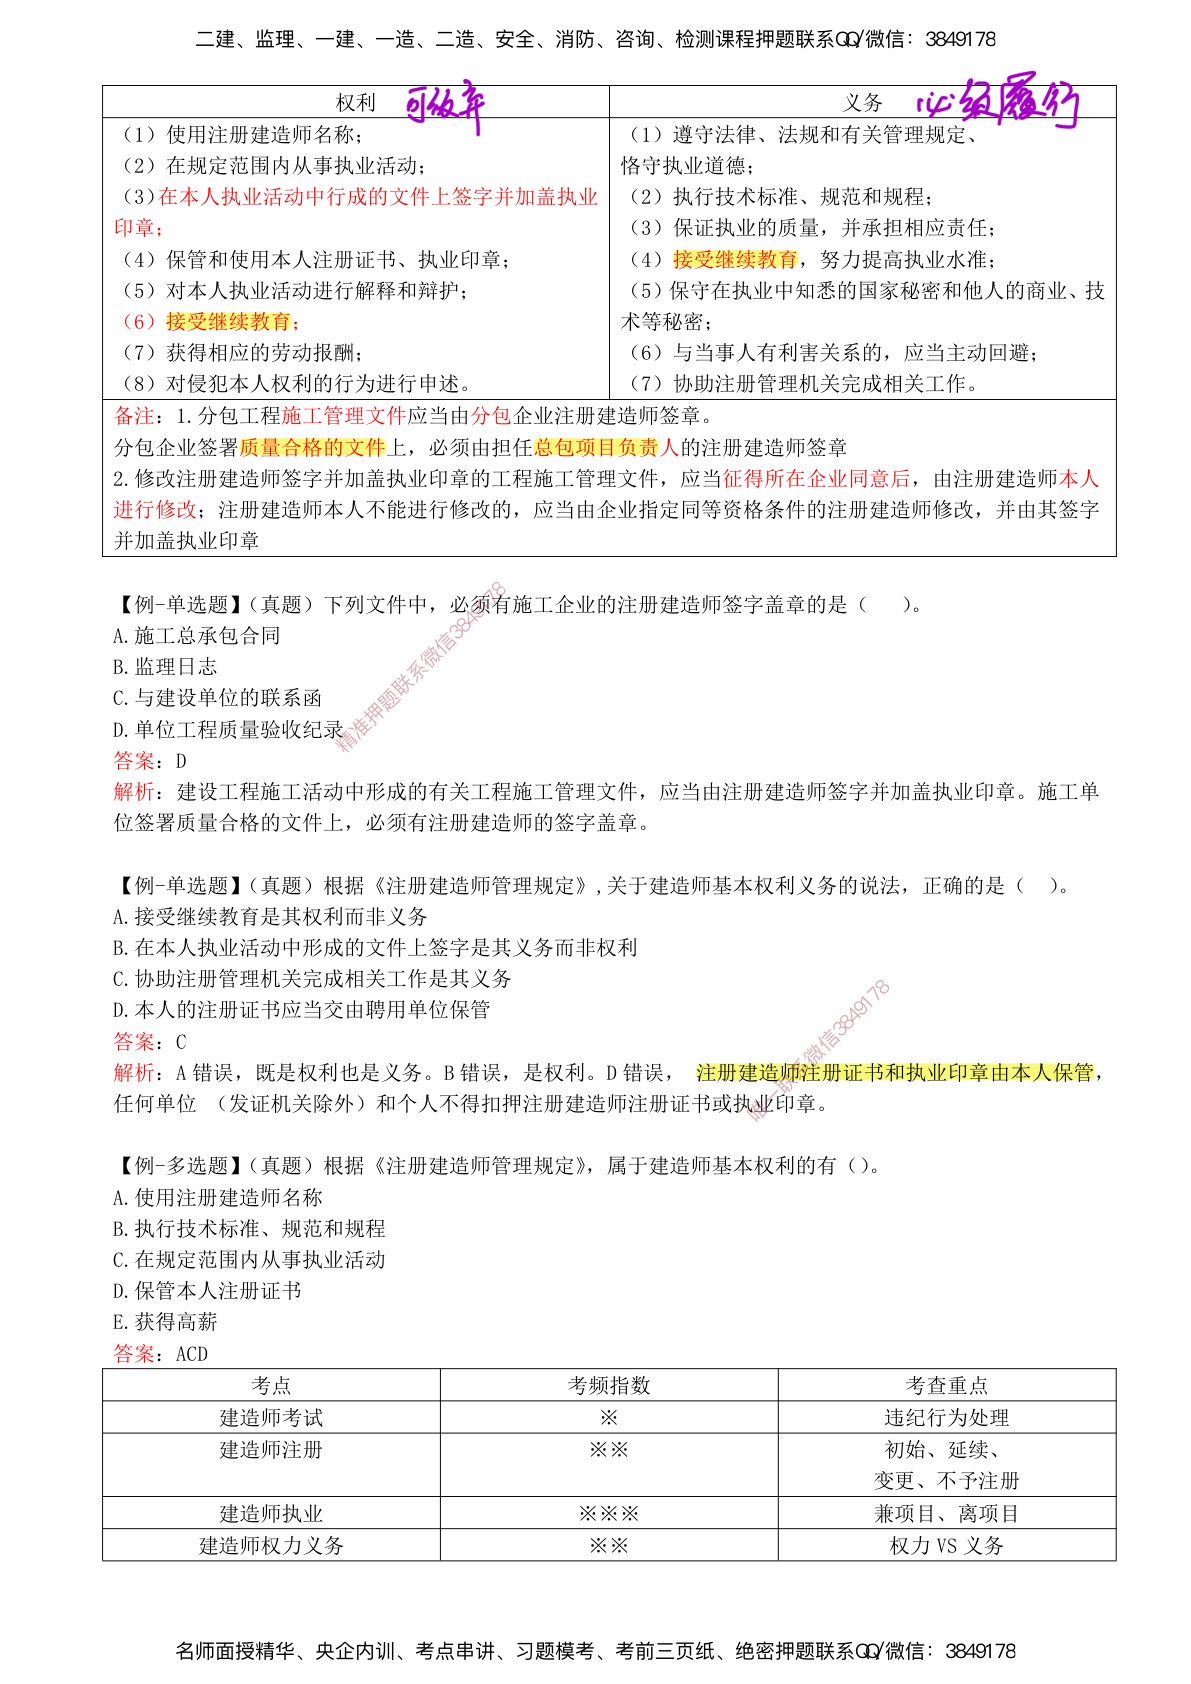 二建、监理、一建、一造、二造、安全、消防、咨询、检测课程押题联系QQ/微信：3849178
权利 可放弃
义务 必须履行
（1）使用注册建造师名称；
（2）在规定范围内从事执业活动；
（3）在本人执业活动中行成的文件上签字并加盖执业
印章；
（4）保管和使用本人注册证书、执业印章；
（5）对本人执业活动进行解释和辩护；
（6）接受继续教育；
（7）获得相应的劳动报酬；
（8）对侵犯本人权利的行为进行申述。
（1）遵守法律、法规和有关管理规定、
恪守执业道德；
（2）执行技术标准、规范和规程；
（3）保证执业的质量，并承担相应责任；
（4）接受继续教育，努力提高执业水准；
（5）保守在执业中知悉的国家秘密和他人的商业、技
术等秘密；
（6）与当事人有利害关系的，应当主动回避；
（7）协助注册管理机关完成相关工作。
备注：1.分包工程施工管理文件应当由分包企业注册建造师签章。
分包企业签署质量合格的文件上，必须由担任总包项目负责人的注册建造师签章
2.修改注册建造师签字并加盖执业印章的工程施工管理文件，应当征得所在企业同意后，由注册建造师本人
进行修改；注册建造师本人不能进行修改的，应当由企业指定同等资格条件的注册建造师修改，并由其签字
并加盖执业印章
【例-单选题】（真题）下列文件中，必须有施工企业的注册建造师签字盖章的是（ ）。
A.施工总承包合同
B.监理日志
C.与建设单位的联系函
D.单位工程质量验收纪录
精准押题联系微信3849178
答案：D
解析：建设工程施工活动中形成的有关工程施工管理文件，应当由注册建造师签字并加盖执业印章。施工单
位签署质量合格的文件上，必须有注册建造师的签字盖章。
【例-单选题】（真题）根据《注册建造师管理规定》,关于建造师基本权利义务的说法，正确的是（ ）。
A.接受继续教育是其权利而非义务
B.在本人执业活动中形成的文件上签字是其义务而非权利
C.协助注册管理机关完成相关工作是其义务
D.本人的注册证书应当交由聘用单位保管
答案：C
解析：A 错误，既是权利也是义务。B 错误，是权利。D 错误， 注册建造师注册证书和执业印章由本人保管，
任何单位 （发证机关除外）和个人不得扣押注册建造师注册证书或执业印章。
唯一联系微信3849178
【例-多选题】（真题）根据《注册建造师管理规定》，属于建造师基本权利的有（）。
A.使用注册建造师名称
B.执行技术标准、规范和规程
C.在规定范围内从事执业活动
D.保管本人注册证书
E.获得高薪
答案：ACD
考点 考频指数 考查重点
建造师考试 ※ 违纪行为处理
建造师注册 ※※ 初始、延续、
变更、不予注册
建造师执业 ※※※ 兼项目、离项目
建造师权力义务 ※※ 权力 VS 义务
名师面授精华、央企内训、考点串讲、习题模考、考前三页纸、绝密押题联系QQ/微信：3849178